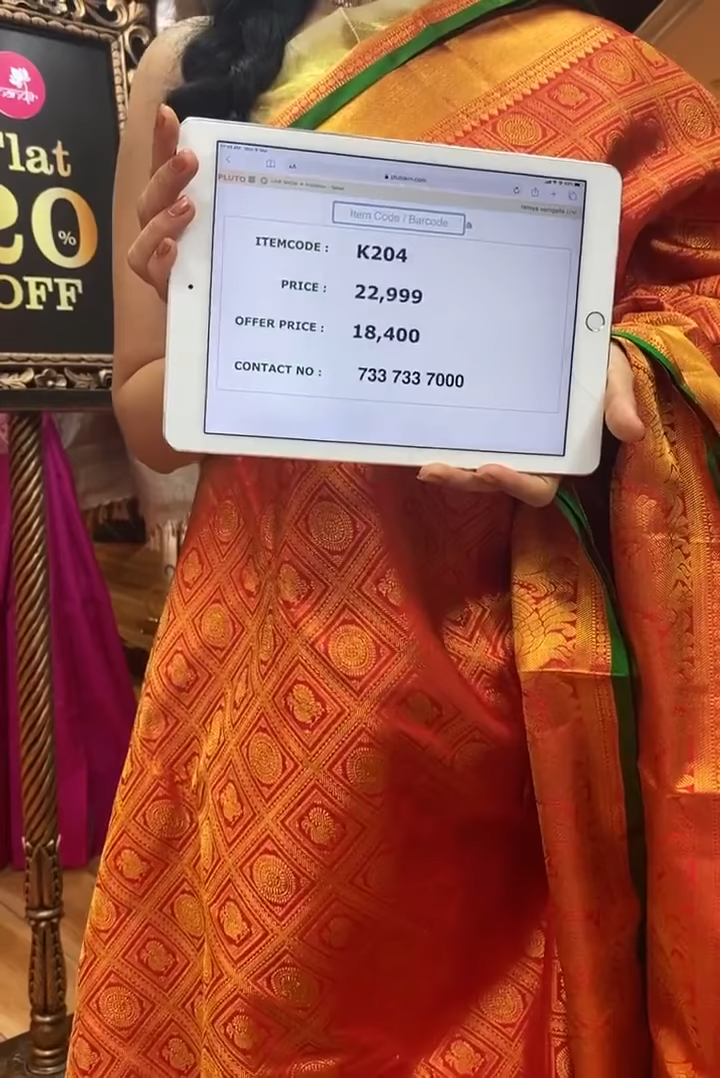 Flat
20
%
OFF
PLUTO
Item Code / Barcode
ITEMCODE : K204
PRICE : 22,999
OFFER PRICE : 18,400
CONTACT NO : 733 733 7000